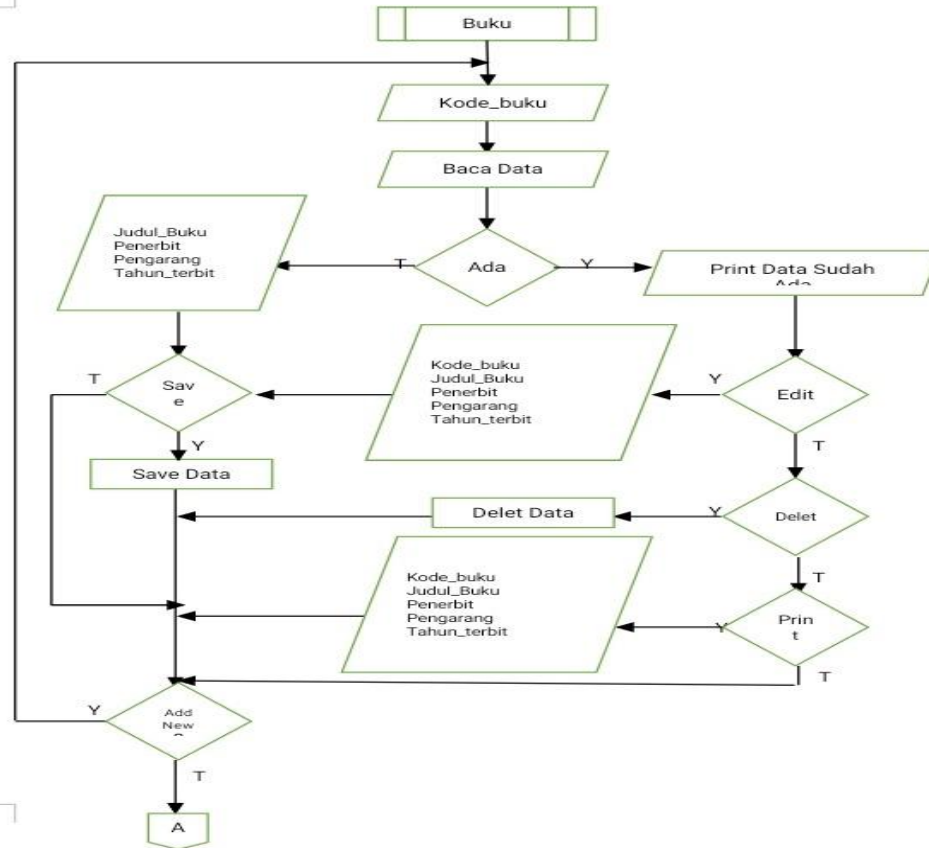 Buku
Kode_buku
Baca Data
Ada
T
Y
Judul_Buku
Penerbit
Pengarang
Tahun_terbit
Print Data Sudah
Ada
Sav
e
T
Y
Kode_buku
Judul_Buku
Penerbit
Pengarang
Tahun_terbit
Y
Edit
T
Save Data
Delet Data
Y
Delet
T
Kode_buku
Judul_Buku
Penerbit
Pengarang
Tahun_terbit
Y
Prin
t
T
Y
Add
New
T
A